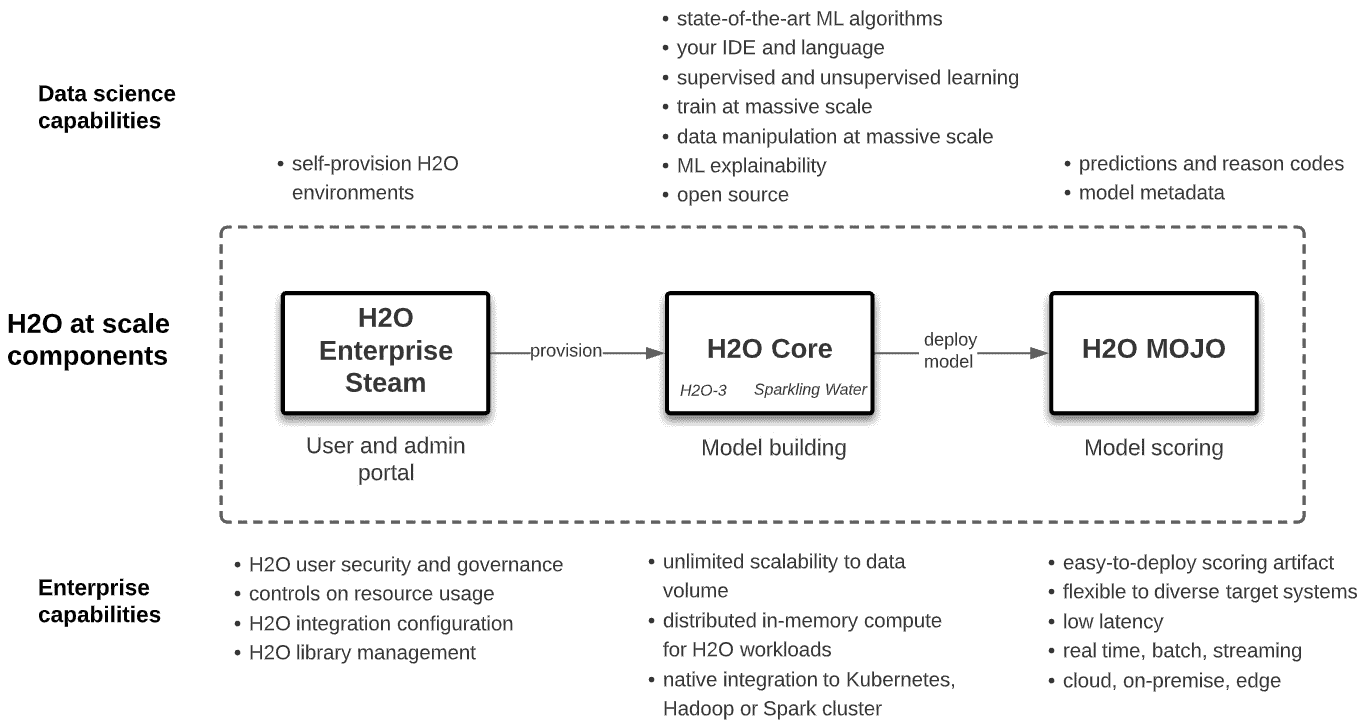 • state-of-the-art ML algorithms
• your IDE and language
• supervised and unsupervised learning
• train at massive scale
• data manipulation at massive scale
• ML explainability
• open source
Data science
capabilities
• self-provision H2O
environments
• predictions and reason codes
• model metadata
H2O at scale
components
H2O
Enterprise
Steam
provision
H2O Core
H2O-3 Sparkling Water
deploy
model
H2O MOJO
User and admin
portal
Model building
Model scoring
Enterprise
capabilities
• H2O user security and governance
• controls on resource usage
• H2O integration configuration
• H2O library management
• unlimited scalability to data
volume
• distributed in-memory compute
for H2O workloads
• native integration to Kubernetes,
Hadoop or Spark cluster
• easy-to-deploy scoring artifact
• flexible to diverse target systems
• low latency
• real time, batch, streaming
• cloud, on-premise, edge